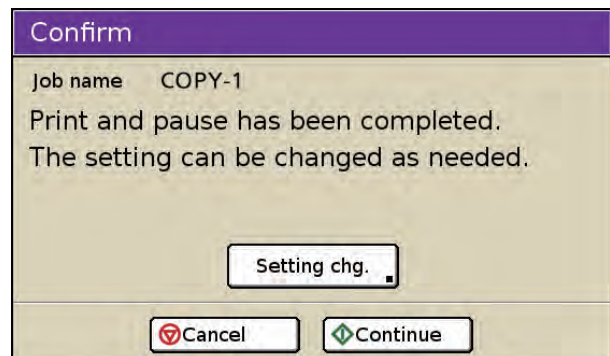 Confirm
Job name COPY-1
Print and pause has been completed.
The setting can be changed as needed.
Setting chg.
Cancel Continue